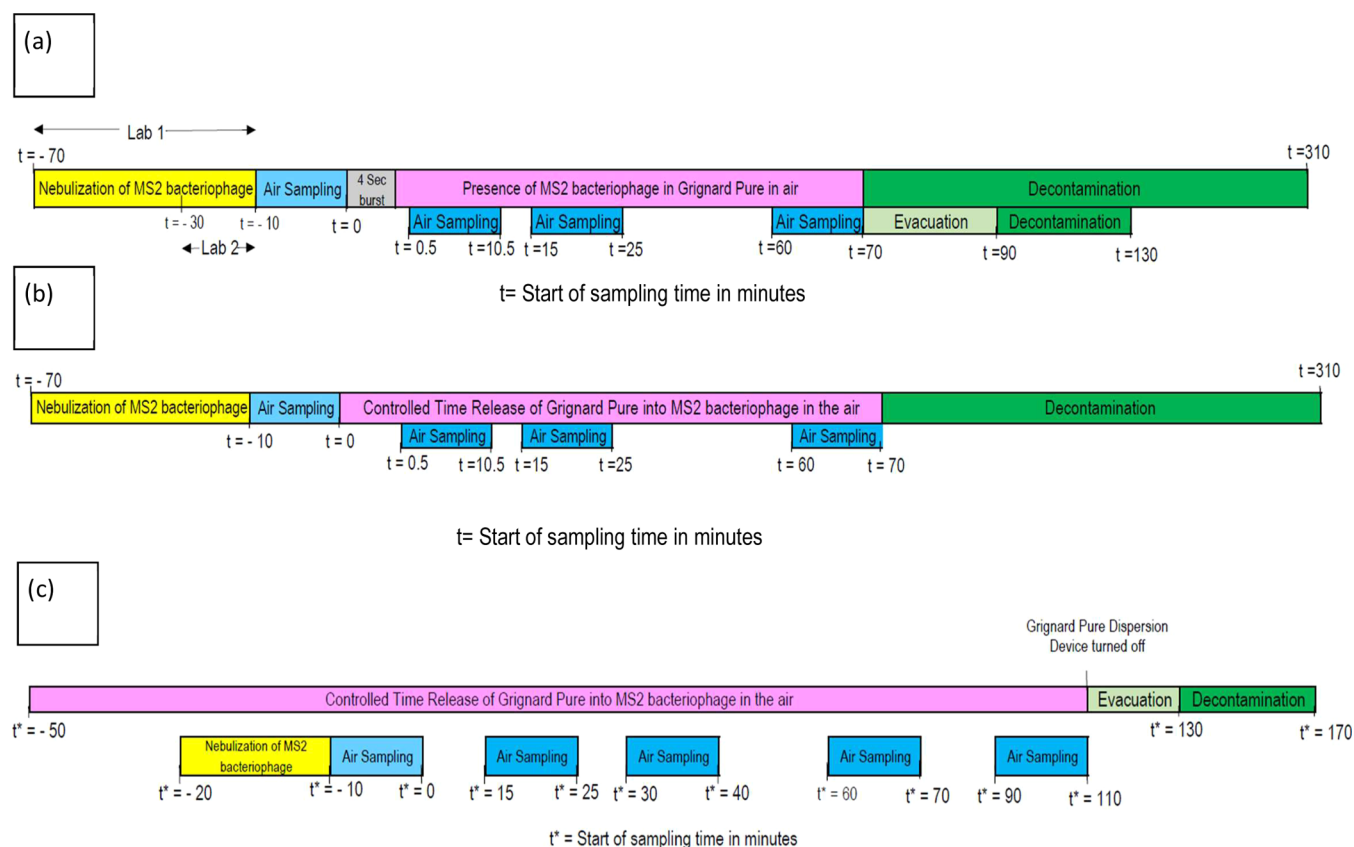 (a)
Lab 1
t = - 70
t =310
Nebulization of MS2 bacteriophage
Air Sampling
4 Sec
burst
Presence of MS2 bacteriophage in Grignard Pure in air
Decontamination
t = - 30
t = - 10
t = 0
Air Sampling
Air Sampling
Air Sampling
Evacuation
Decontamination
Lab 2
t = 0.5
t=10.5
t =15
t =25
t =60
t =70
t =90
t =130
t= Start of sampling time in minutes
(b)
t = - 70
t =310
Nebulization of MS2 bacteriophage
Air Sampling
Controlled Time Release of Grignard Pure into MS2 bacteriophage in the air
Decontamination
t = - 10
t = 0
Air Sampling
Air Sampling
Air Sampling
t = 0.5
t =10.5
t =15
t =25
t = 60
t = 70
t= Start of sampling time in minutes
(c)
Grignard Pure Dispersion
Device turned off
Controlled Time Release of Grignard Pure into MS2 bacteriophage in the air
Evacuation
Decontamination
t* = - 50
t* = 130
t* = 170
Nebulization of MS2
bacteriophage
Air Sampling
Air Sampling
Air Sampling
Air Sampling
Air Sampling
t* = - 20
t* = - 10
t* = 0
t* = 15
t* = 25
t* = 30
t* = 40
t* = 60
t* = 70
t* = 90
t* = 110
t* = Start of sampling time in minutes